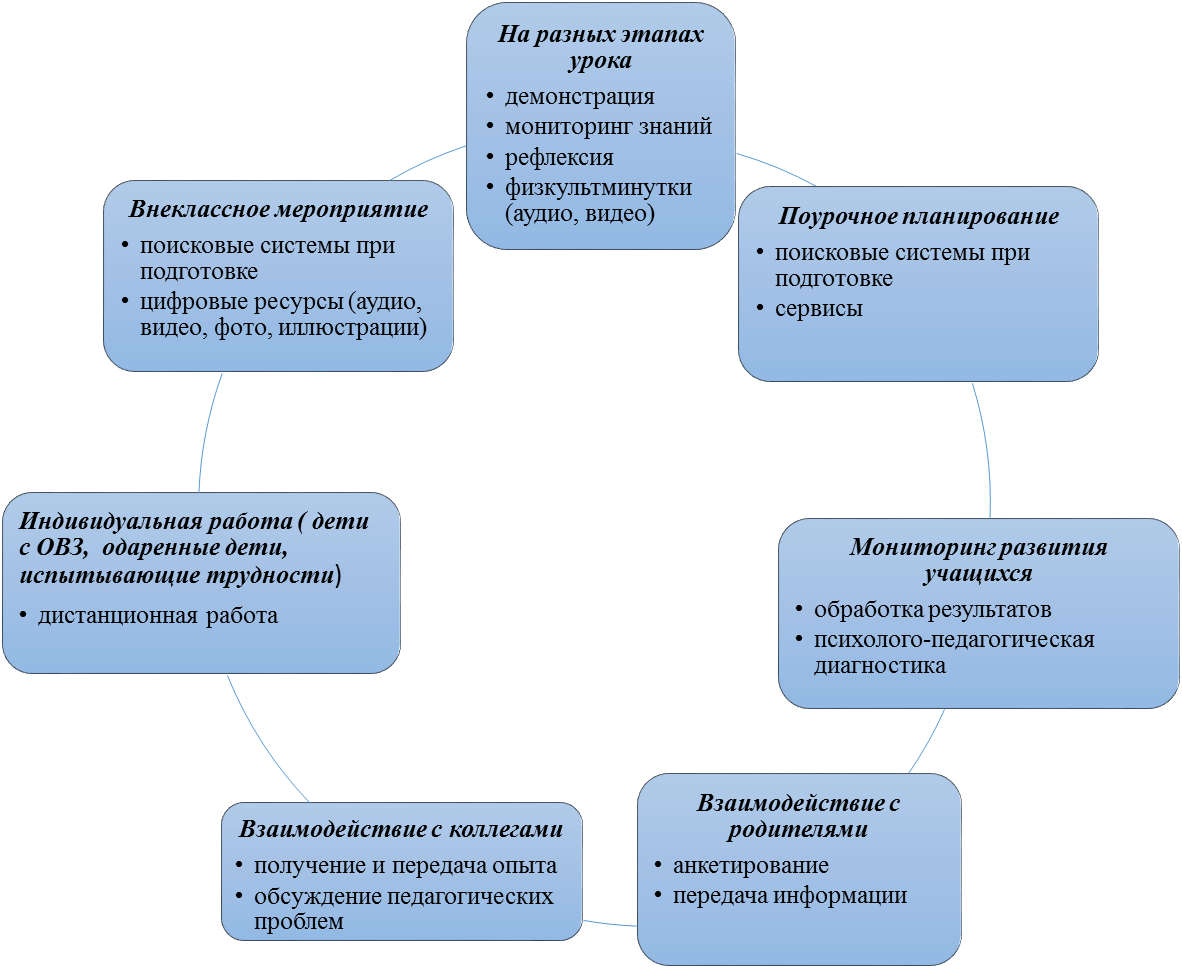 На разных этапах
урока
• демонстрация
• мониторинг знаний
• рефлексия
• физкультминутки
(аудио, видео)
Поурочное планирование
• поисковые системы при
подготовке
• сервисы
Мониторинг развития
учащихся
• обработка результатов
• психолого-педагогическая
диагностика
Взаимодействие с
родителями
• анкетирование
• передача информации
Взаимодействие с коллегами
• получение и передача опыта
• обсуждение педагогических
проблем
Индивидуальная работа ( дети
с ОВЗ, одаренные дети,
испытывающие трудности)
• дистанционная работа
Внеклассное мероприятие
• поисковые системы при
подготовке
• цифровые ресурсы (аудио,
видео, фото, иллюстрации)